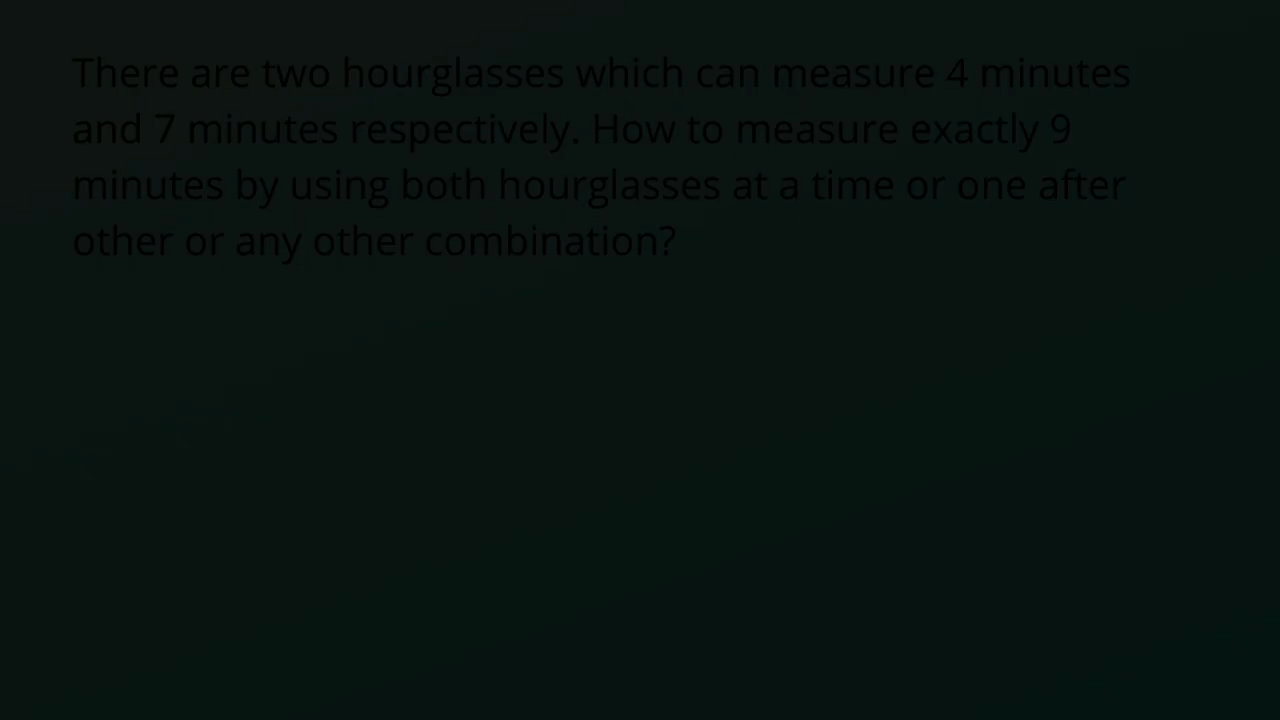 There are two hourglasses which can measure 4 minutes
and 7 minutes respectively. How to measure exactly 9
minutes by using both hourglasses at a time or one after
other or any other combination?